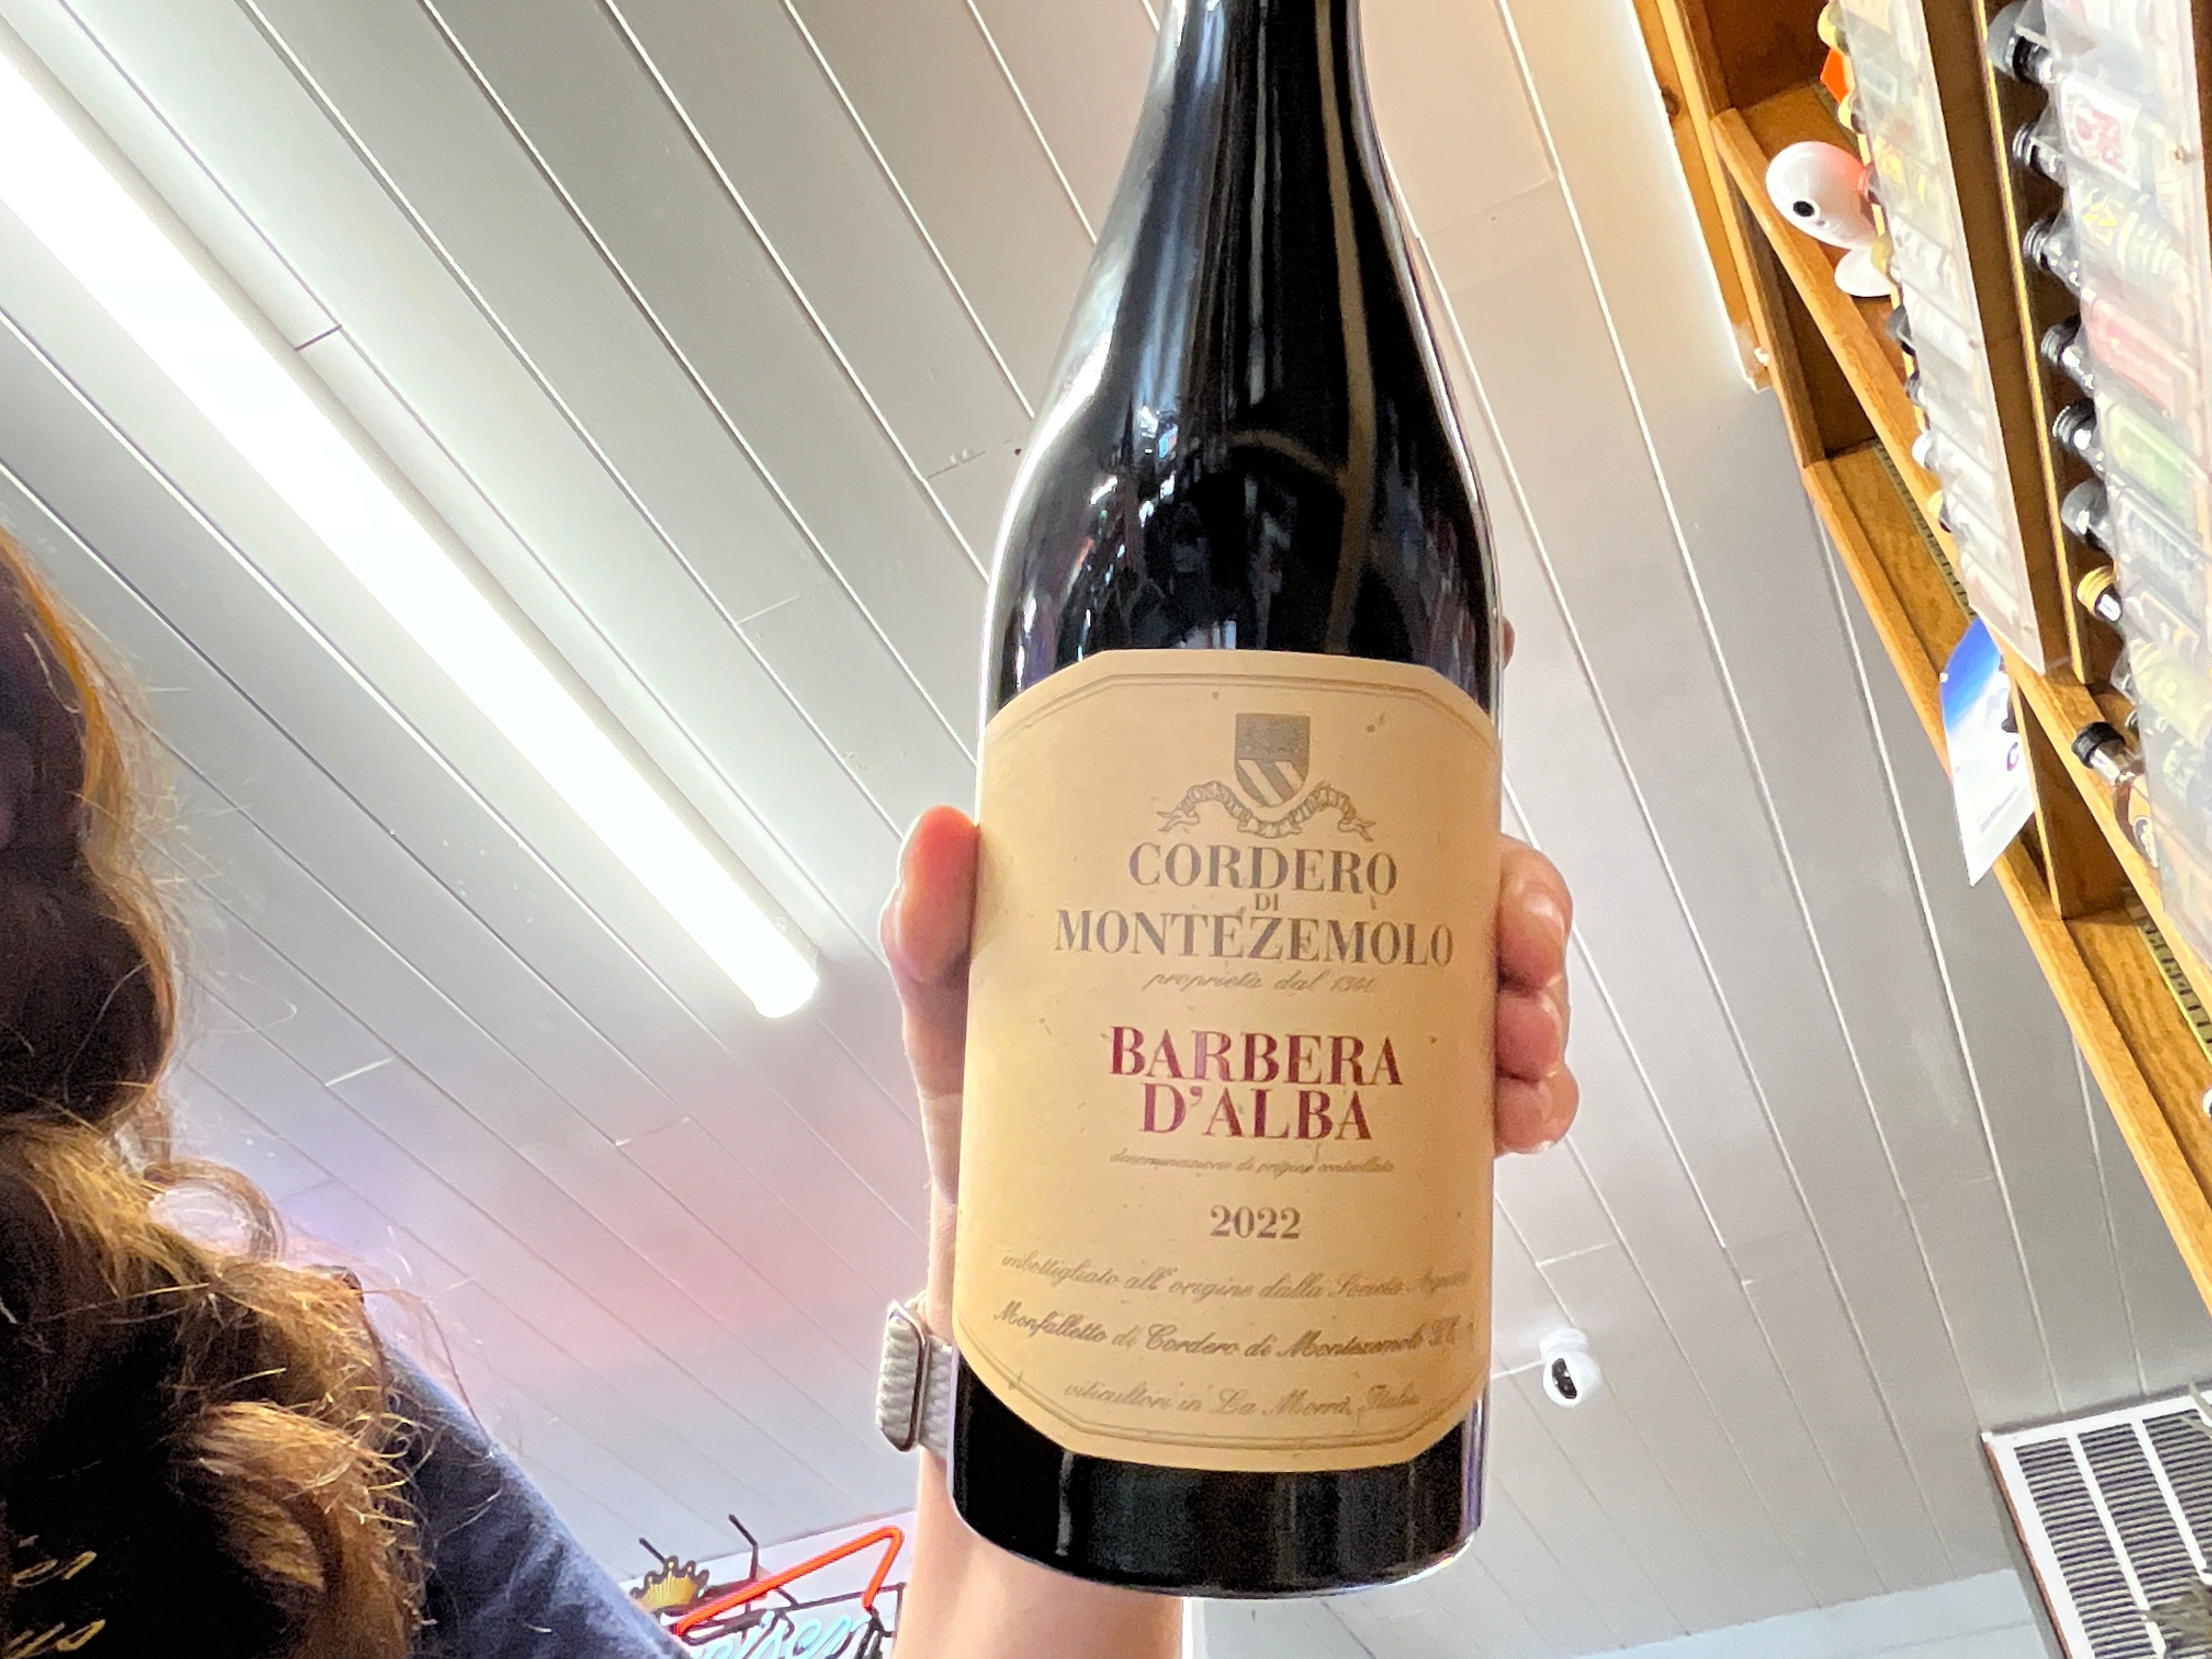 CORDERO
DI
MONTEZEMOLO
proprietà dal 1340
BARBERA
D'ALBA
denominazione di origine controllata
2022
imbottigliato all'origine dalla Società
Monfalletto di Cordero di Montezemolo
viticultori in La Morra, Italia